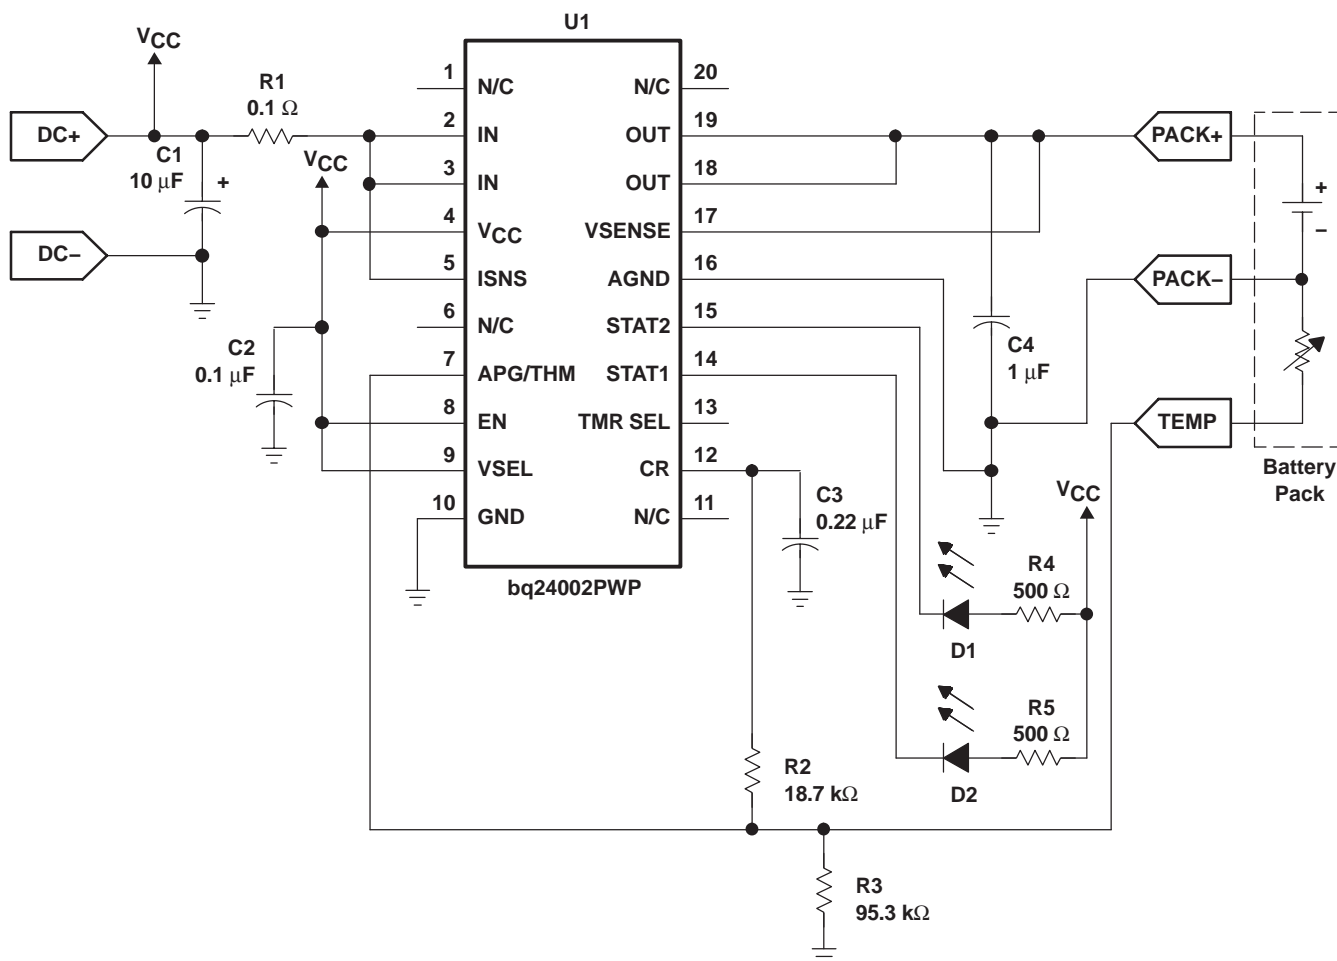 U1
VCC
R1
0.1 Ω
DC+
C1
10 μF
+
DC−
VCC
C2
0.1 μF
1
N/C
2
IN
3
IN
4
VCC
5
ISNS
6
N/C
7
APG/THM
8
EN
9
VSEL
10
GND
20
N/C
19
OUT
18
OUT
17
VSENSE
16
AGND
15
STAT2
14
STAT1
13
TMR SEL
12
CR
11
N/C
bq24002PWP
C3
0.22 μF
C4
1 μF
PACK+
PACK−
TEMP
+
−
Battery
Pack
VCC
R4
500 Ω
D1
R5
500 Ω
D2
R2
18.7 kΩ
R3
95.3 kΩ